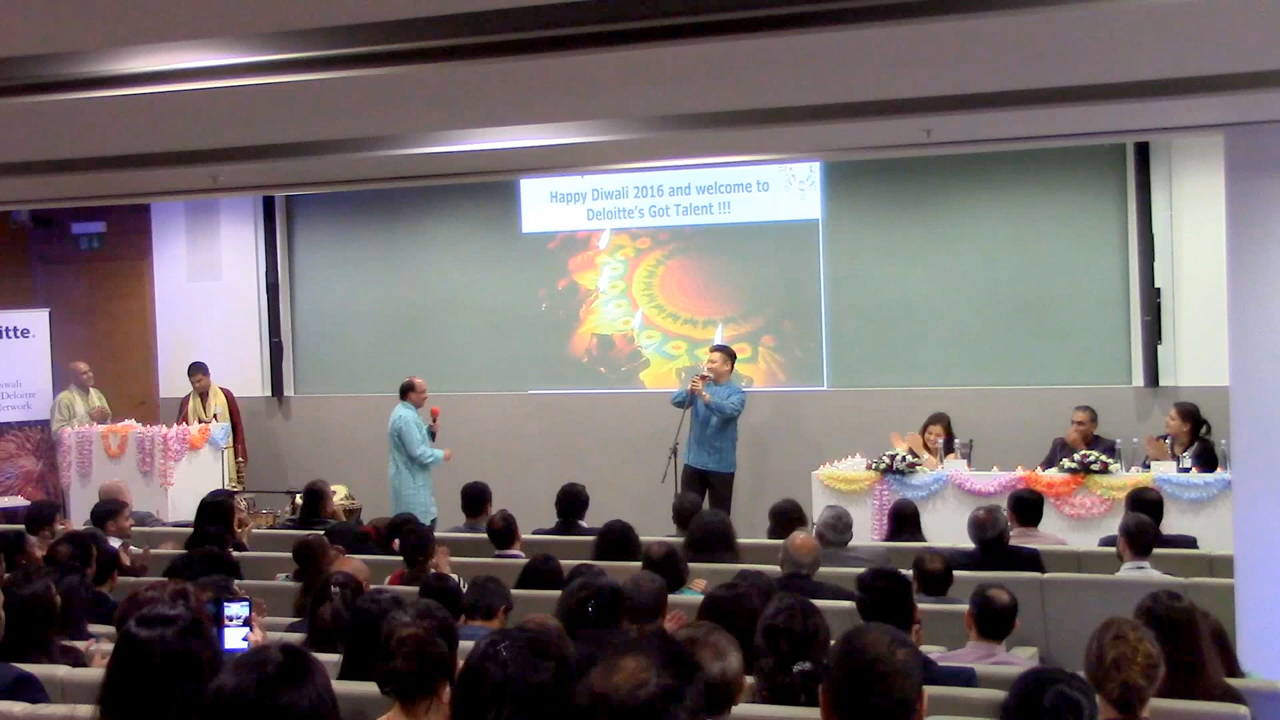 Happy Diwali 2016 and welcome to
Deloitte's Got Talent !!!
itte.
iwali
Deloitte
etwork